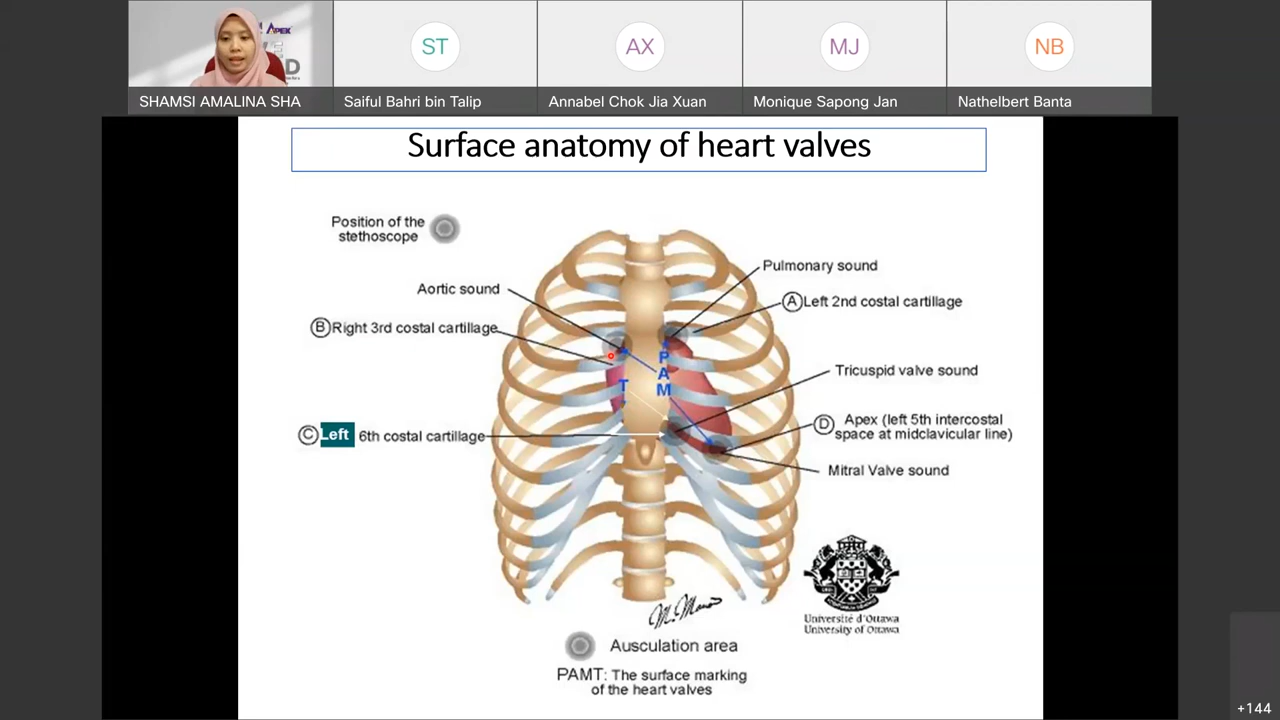 APEK
D
ST
AX
MJ
NB
SHAMSI AMALINA SHA
Saiful Bahri bin Talip
Annabel Chok Jia Xuan
Monique Sapong Jan
Nathelbert Banta
Surface anatomy of heart valves
Position of the
stethoscope
Pulmonary sound
Aortic sound
A Left 2nd costal cartillage
B Right 3rd costal cartillage
P
A
M
T
Tricuspid valve sound
D Apex (left 5th intercostal
space at midclavicular line)
C Left 6th costal cartillage
Mitral Valve sound
Université d'Ottawa
University of Ottawa
Ausculation area
PAMT: The surface marking
of the heart valves
+144